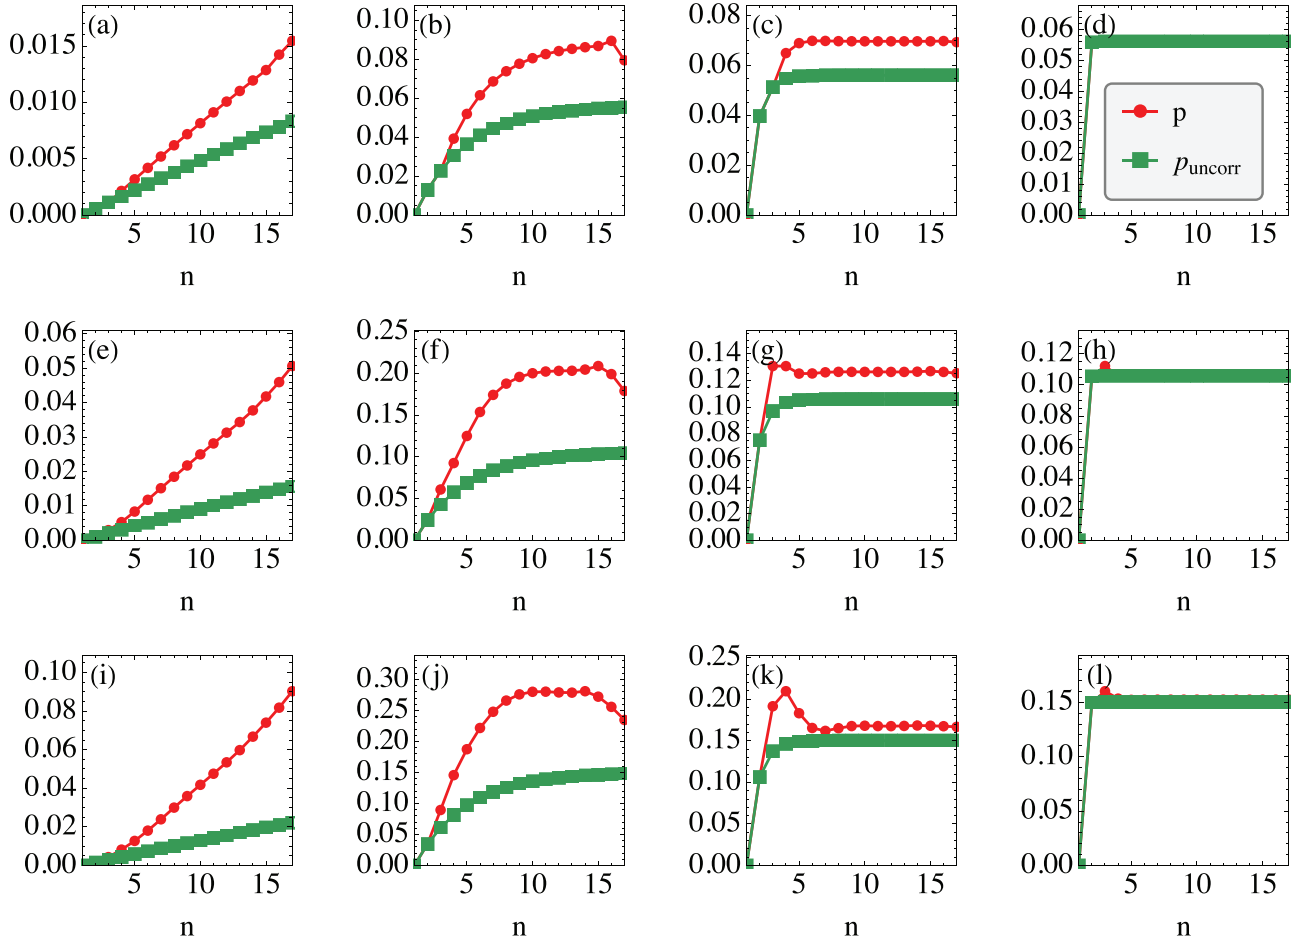 (a)
0.015
0.010
0.005
0.000
5 10 15
n
(b)
0.10
0.08
0.06
0.04
0.02
0.00
5 10 15
n
(c)
0.08
0.06
0.04
0.02
0.00
5 10 15
n
(d)
0.06
0.05
0.04
0.03
0.02
0.01
0.00
p
p_uncorr
5 10 15
n
(e)
0.06
0.05
0.04
0.03
0.02
0.01
0.00
5 10 15
n
(f)
0.25
0.20
0.15
0.10
0.05
0.00
5 10 15
n
(g)
0.14
0.12
0.10
0.08
0.06
0.04
0.02
0.00
5 10 15
n
(h)
0.12
0.10
0.08
0.06
0.04
0.02
0.00
5 10 15
n
(i)
0.10
0.08
0.06
0.04
0.02
0.00
5 10 15
n
(j)
0.30
0.25
0.20
0.15
0.10
0.05
0.00
5 10 15
n
(k)
0.25
0.20
0.15
0.10
0.05
0.00
5 10 15
n
(l)
0.15
0.10
0.05
0.00
5 10 15
n